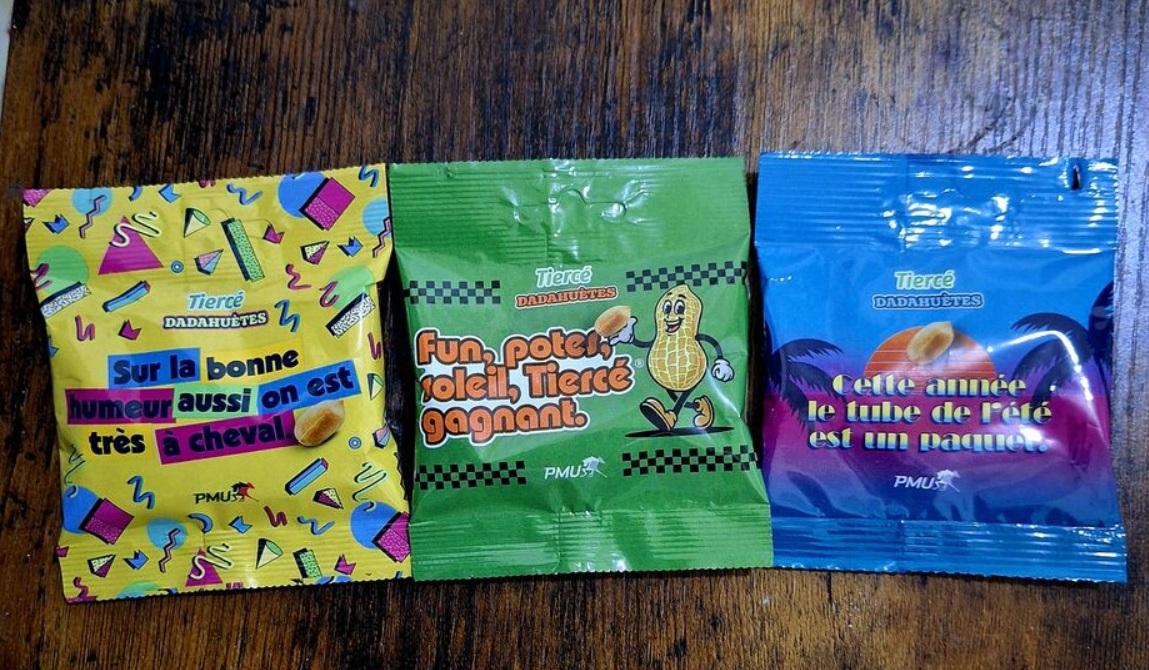 Tiercé
DADAHUÈTES
Sur la bonne
humeur aussi on est
très à cheval.
PMU
Tiercé
DADAHUÈTES
Fun, potes,
soleil, Tiercé®
gagnant.
PMU
Tiercé
DADAHUÈTES
Cette année
le tube de l'été
est un paquet.
PMU